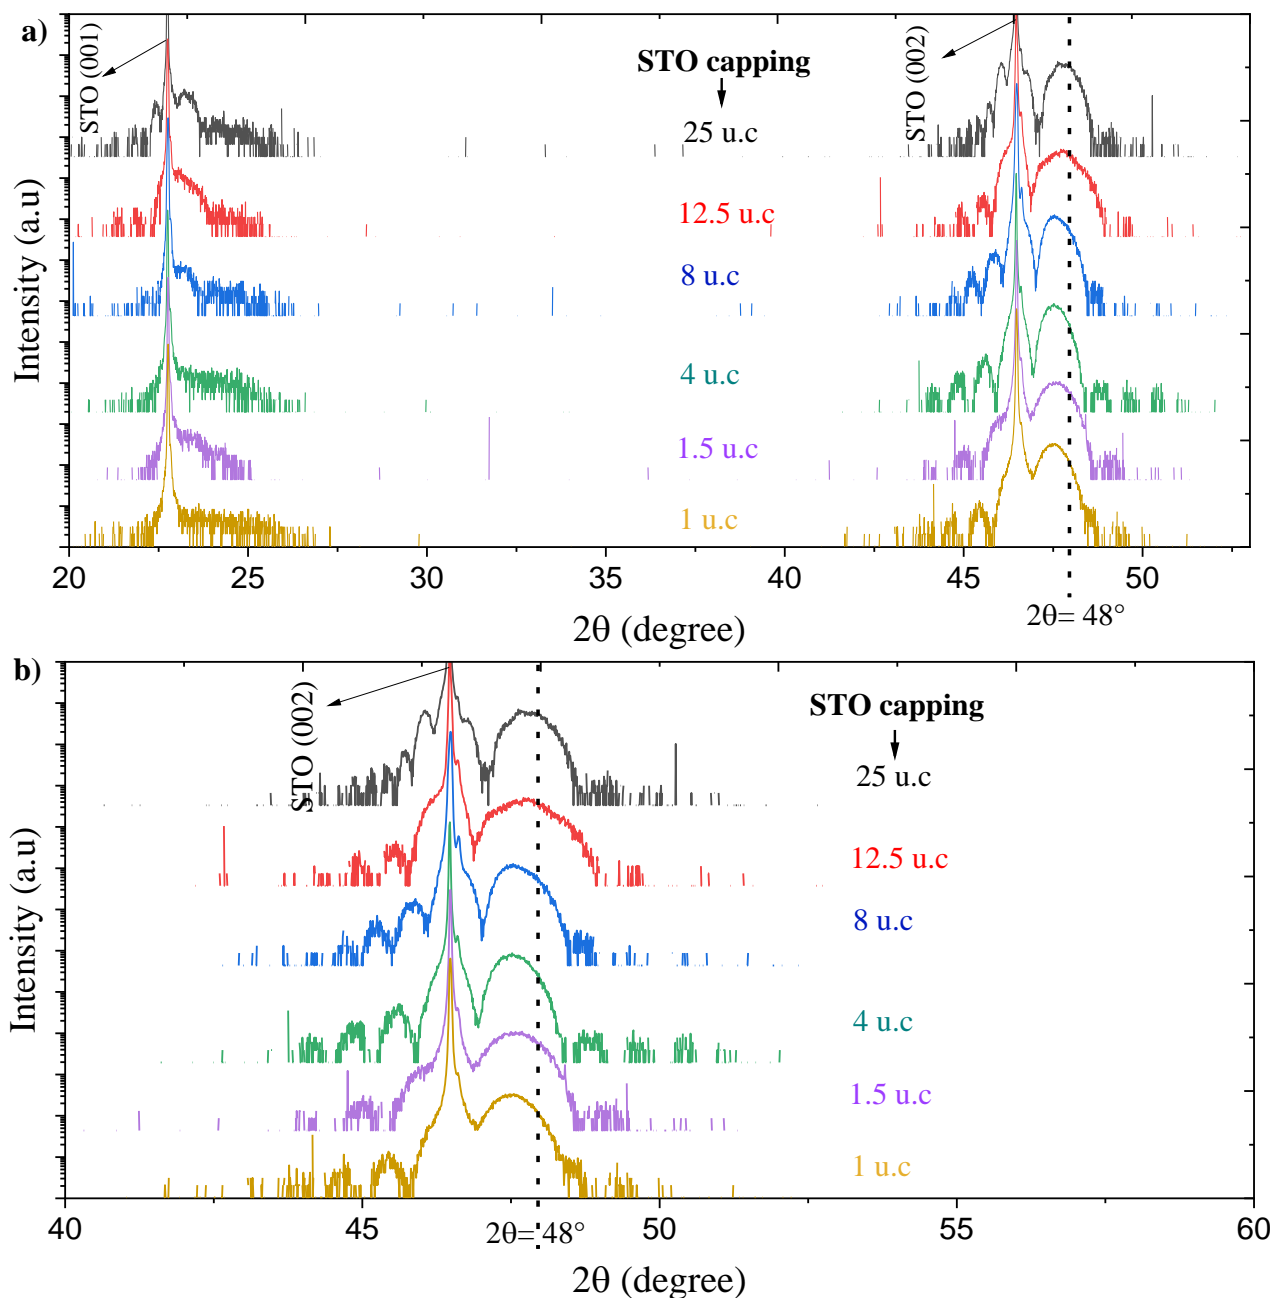 a)
STO (001)
STO capping
STO (002)
25 u.c
12.5 u.c
8 u.c
4 u.c
1.5 u.c
1 u.c
Intensity (a.u)
20 25 30 35 40 45 50
2θ= 48°
2θ (degree)
b)
STO (002)
STO capping
25 u.c
12.5 u.c
8 u.c
4 u.c
1.5 u.c
1 u.c
Intensity (a.u)
40 45 50 55 60
2θ= 48°
2θ (degree)